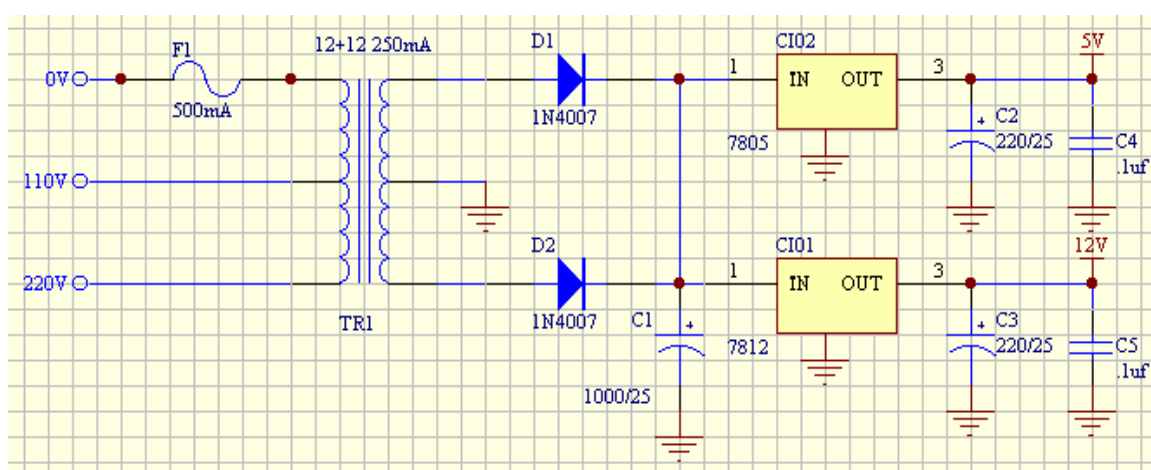 F1
12+12 250mA
D1
CI02
5V
0V
1
IN OUT
3
500mA
1N4007
C2
220/25
7805
C4
.1uf
110V
D2
CI01
12V
220V
1
IN OUT
3
TR1
1N4007
C1
7812
C3
220/25
C5
.1uf
1000/25
+
+
+